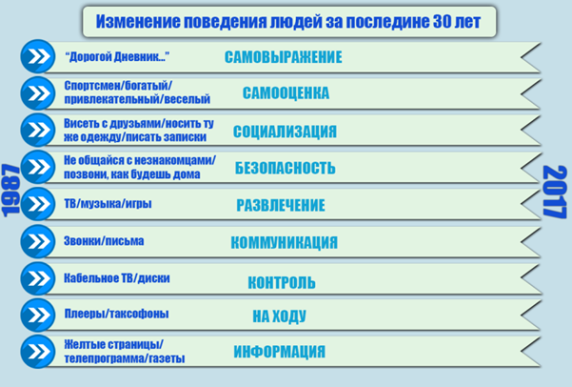 Изменение поведения людей за последине 30 лет
“Дорогой Дневник...” САМОВЫРАЖЕНИЕ
Спортсмен/богатый/
привлекательный/веселый САМООЦЕНКА
Висеть с друзьями/носить ту
же одежду/писать записки СОЦИАЛИЗАЦИЯ
Не общайся с незнакомцами/
позвони, как будешь дома БЕЗОПАСНОСТЬ
1987
2017
ТВ/музыка/игры РАЗВЛЕЧЕНИЕ
Звонки/письма КОММУНИКАЦИЯ
Кабельное ТВ/диски КОНТРОЛЬ
Плееры/таксофоны НА ХОДУ
Желтые страницы/
телепрограмма/газеты ИНФОРМАЦИЯ